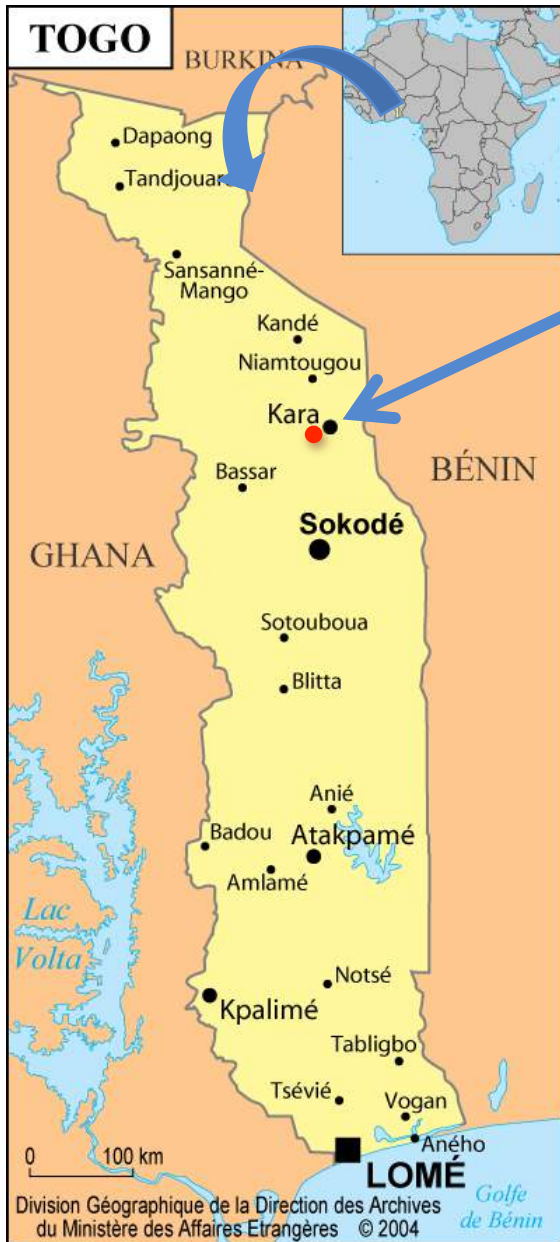 TOGO
BURKINA
Dapaong
Tandjouaré
Sansanné-
Mango
Kandé
Niamtougou
Kara
BÉNIN
Bassar
Sokodé
GHANA
Sotouboua
Blitta
Anié
Badou
Atakpamé
Amlamé
Lac
Volta
Notsé
Kpalimé
Tabligbo
Tsévié
Vogan
Aného
0 100 km
LOMÉ
Division Géographique de la Direction des Archives
du Ministère des Affaires Etrangères © 2004
Golfe
de Bénin